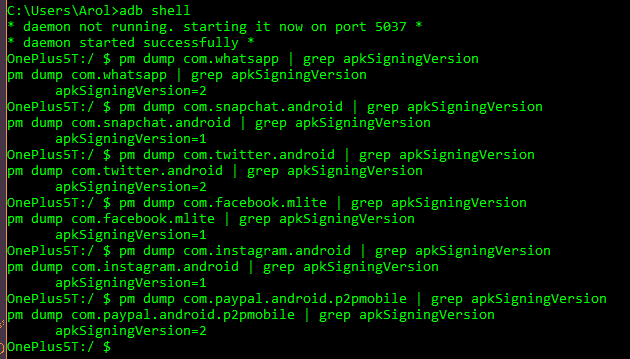 C:\Users\Arol>adb shell
* daemon not running. starting it now on port 5037 *
* daemon started successfully *
OnePlus5T:/ $ pm dump com.whatsapp | grep apkSigningVersion
pm dump com.whatsapp | grep apkSigningVersion
apkSigningVersion=2
OnePlus5T:/ $ pm dump com.snapchat.android | grep apkSigningVersion
pm dump com.snapchat.android | grep apkSigningVersion
apkSigningVersion=1
OnePlus5T:/ $ pm dump com.twitter.android | grep apkSigningVersion
pm dump com.twitter.android | grep apkSigningVersion
apkSigningVersion=2
OnePlus5T:/ $ pm dump com.facebook.mlite | grep apkSigningVersion
pm dump com.facebook.mlite | grep apkSigningVersion
apkSigningVersion=1
OnePlus5T:/ $ pm dump com.instagram.android | grep apkSigningVersion
pm dump com.instagram.android | grep apkSigningVersion
apkSigningVersion=1
OnePlus5T:/ $ pm dump com.paypal.android.p2pmobile | grep apkSigningVersion
pm dump com.paypal.android.p2pmobile | grep apkSigningVersion
apkSigningVersion=2
OnePlus5T:/ $